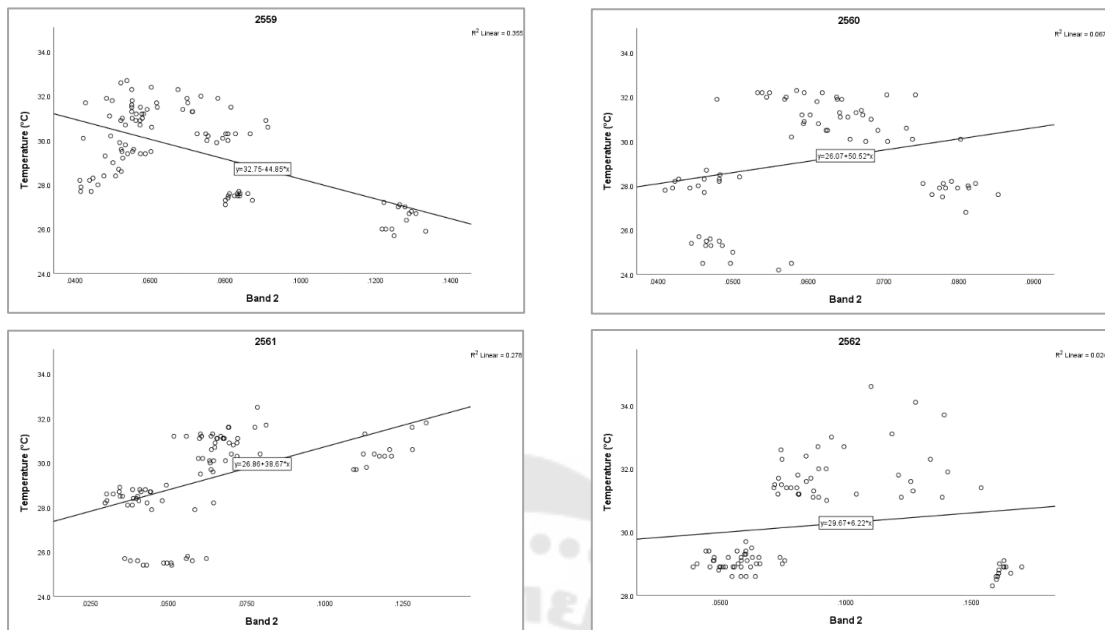 2559
R² Linear = 0.355
34.0
32.0
30.0
28.0
26.0
24.0
Temperature (°C)
y=32.75-44.85*x
.0400 .0600 .0800 .1000 .1200 .1400
Band 2
2560
R² Linear = 0.067
34.0
32.0
30.0
28.0
26.0
24.0
Temperature (°C)
y=26.07+50.52*x
.0400 .0500 .0600 .0700 .0800 .0900
Band 2
2561
R² Linear = 0.278
34.0
32.0
30.0
28.0
26.0
24.0
Temperature (°C)
y=26.86+38.67*x
.0250 .0500 .0750 .1000 .1250
Band 2
2562
R² Linear = 0.024
34.0
32.0
30.0
28.0
Temperature (°C)
y=29.67+6.22*x
.0500 .1000 .1500
Band 2